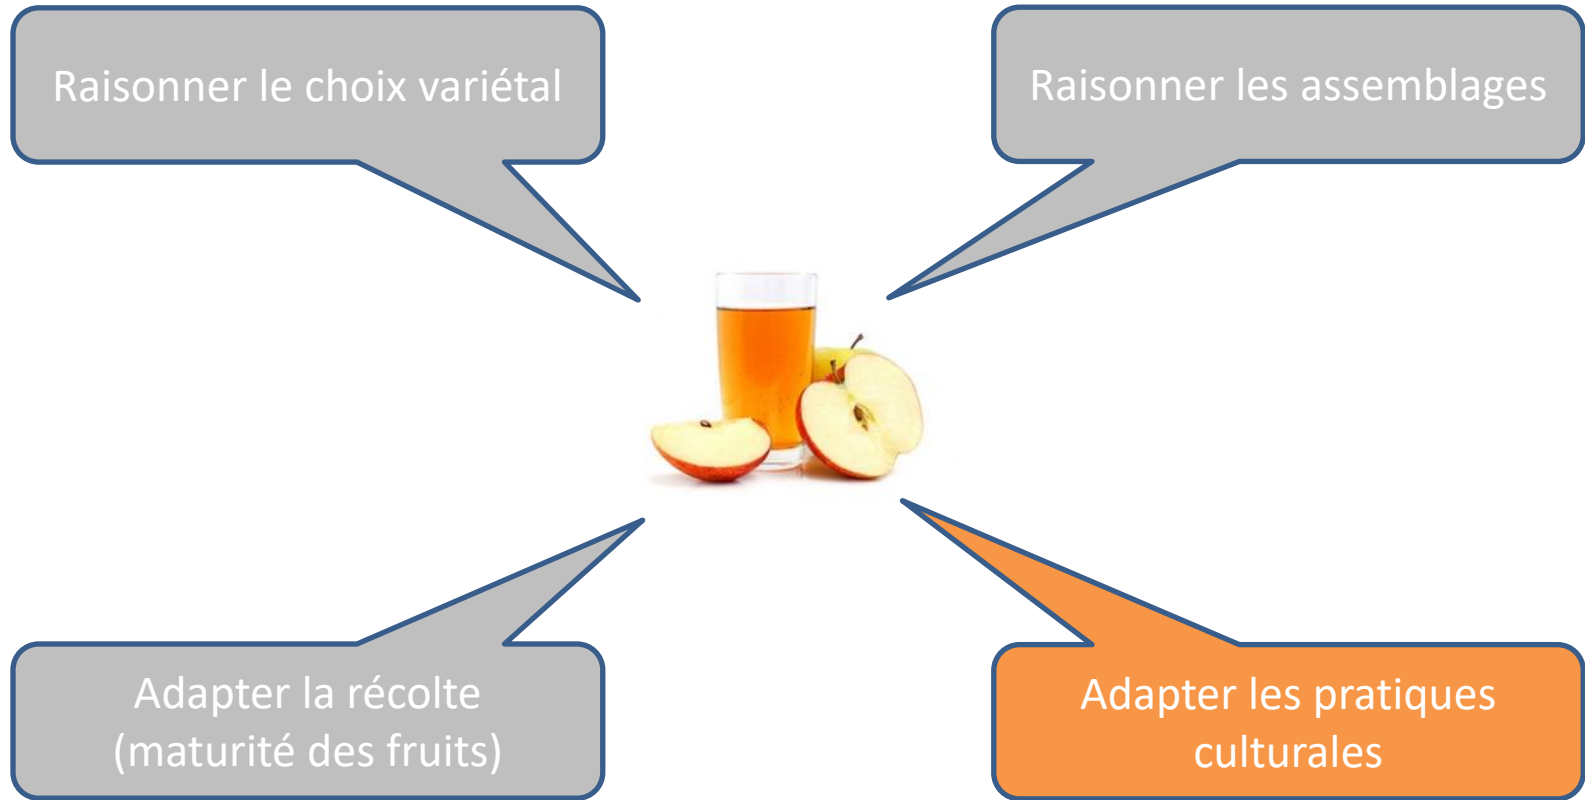 Raisonner le choix variétal
Raisonner les assemblages
Adapter la récolte
(maturité des fruits)
Adapter les pratiques
culturales